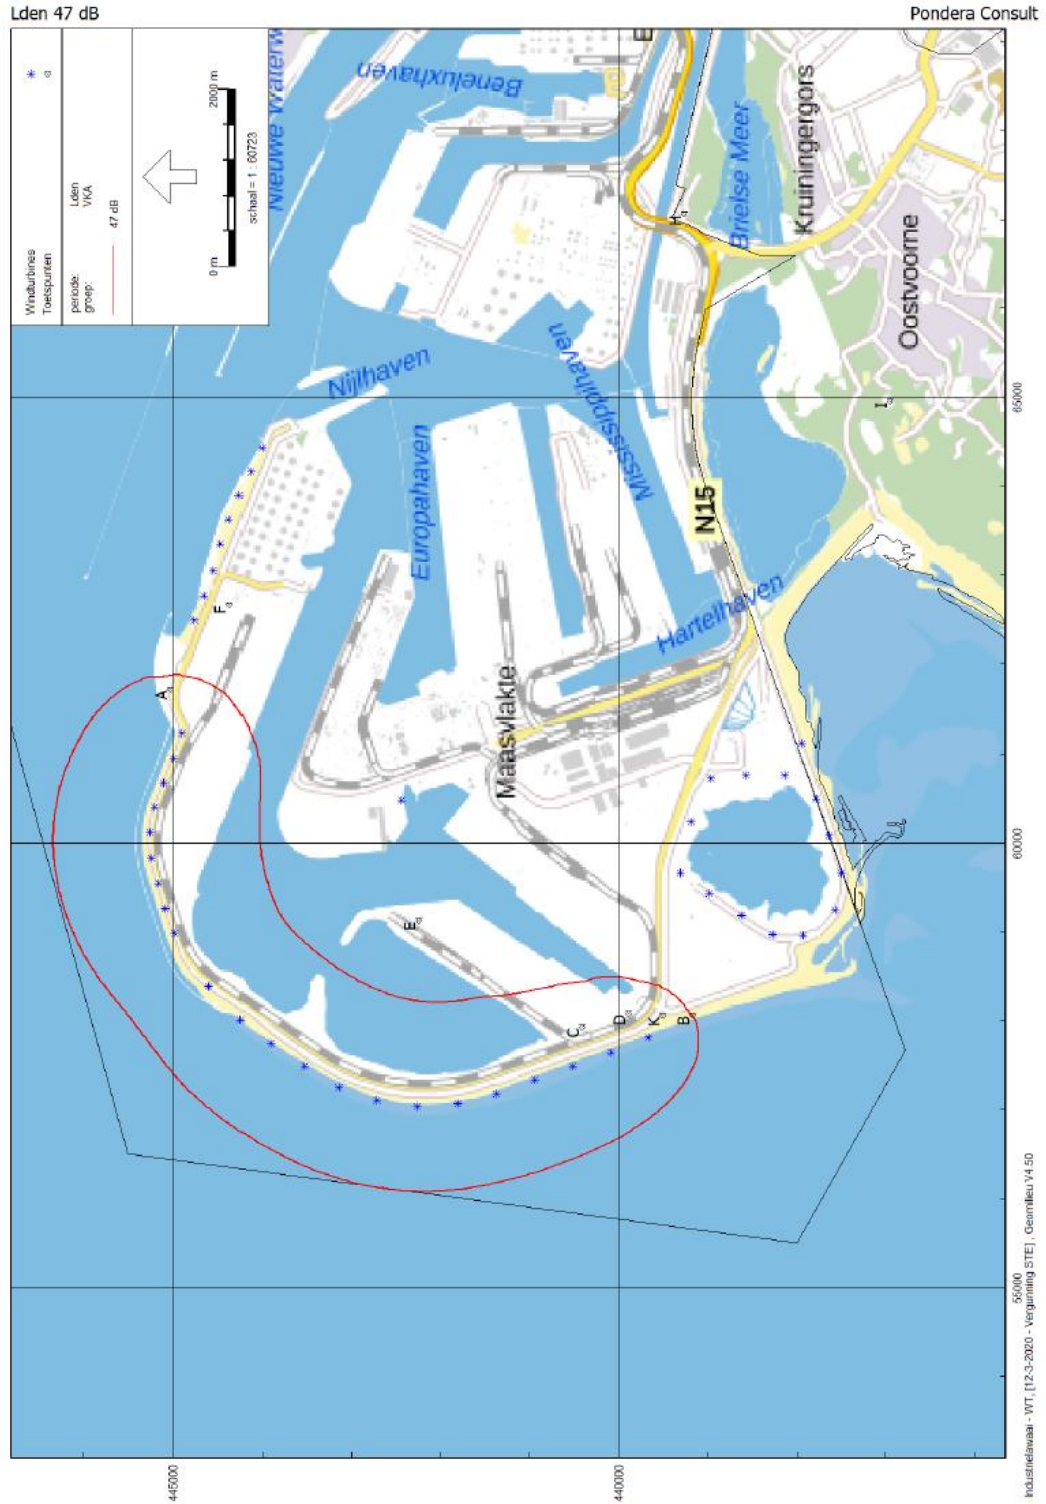 Lden 47 dB
Pondera Consult
Windturbines
Toetspunten
periode: Lden
groep: VKA
47 dB
0 m
2000 m
schaal = 1 : 60723
Nieuwe Waterw
Beneluxhaven
Brielse Meer
Kruiningergors
Oostvoorne
Nijlhaven
Europahaven
Mississippihaven
N15
Hartelhaven
Maasvlakte
A
F
E
C
D
K
B
H
I
445000
440000
55000
60000
65000
Industrielawaai - WT, [12-3-2020 - Vergunning STE] , Geomilieu V4.50